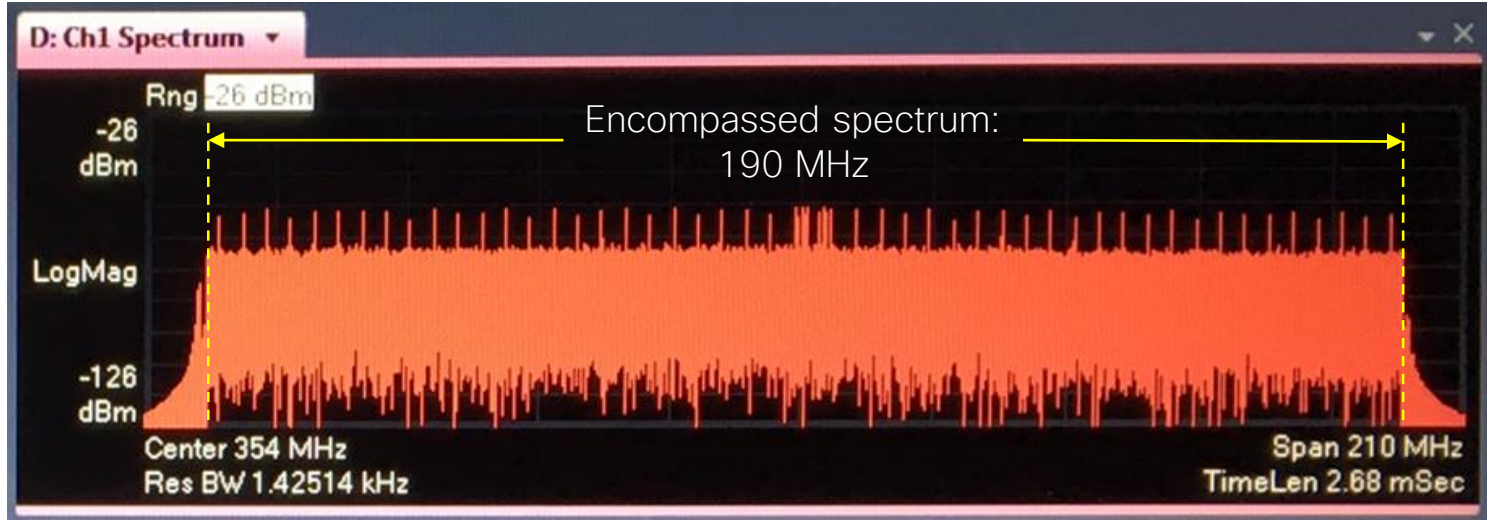 D: Ch1 Spectrum
Rng -26 dBm
-26
dBm
Encompassed spectrum:
190 MHz
LogMag
-126
dBm
Center 354 MHz
Span 210 MHz
Res BW 1.42514 kHz
TimeLen 2.68 mSec